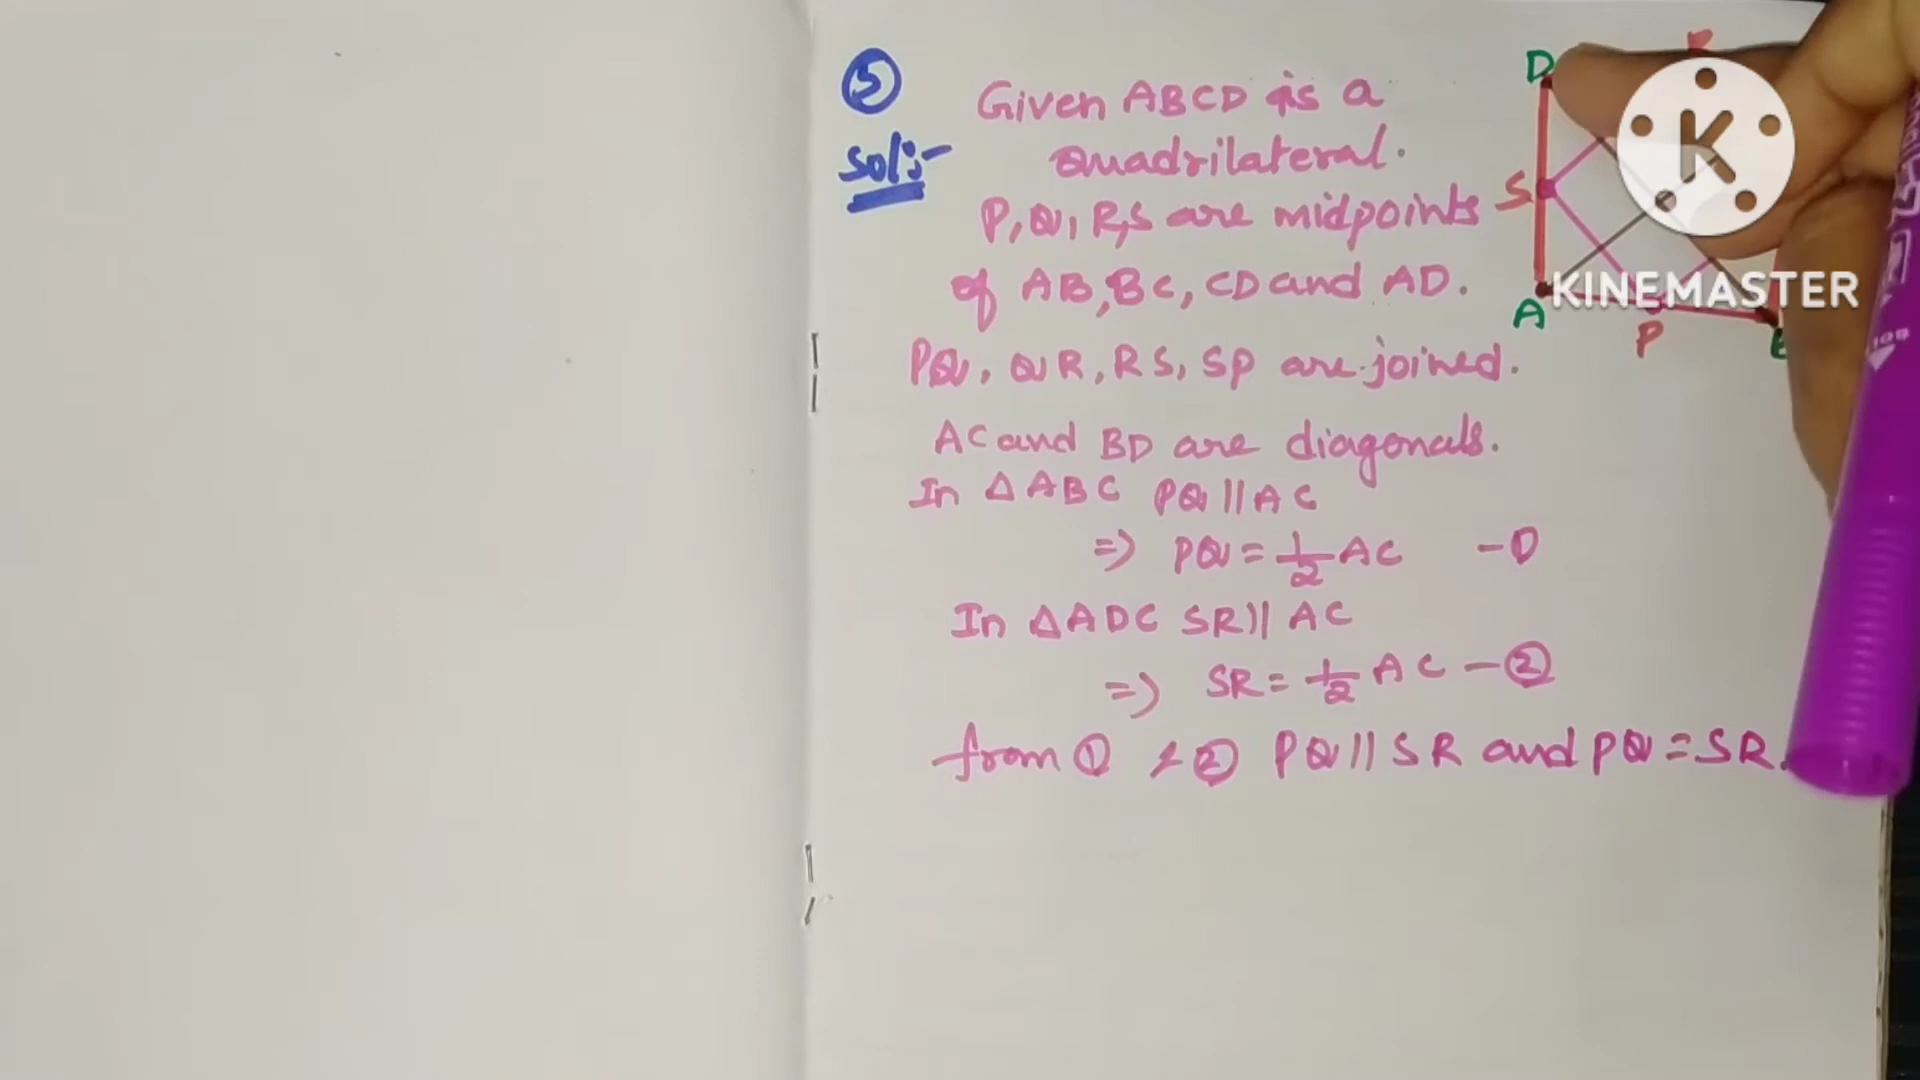 5
Sol:-
Given ABCD is a
Quadrilateral.
P, Q, R, S are midpoints
of AB, BC, CD and AD.
PQ, QR, RS, SP are joined.
AC and BD are diagonals.
In △ABC PQ || AC
=> PQ = 1/2 AC -①
In △ADC SR || AC
=> SR = 1/2 AC -②
from ① & ② PQ || SR and PQ = SR.
D
S
A
P
K
KINEMASTER